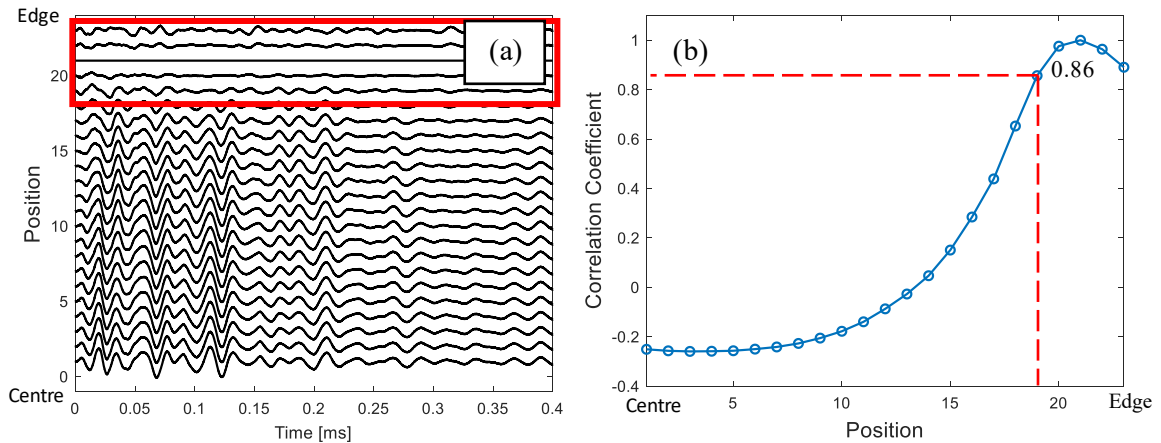 Edge
(a)
20
15
10
5
0
Position
Centre
0
0.05
0.1
0.15
0.2
0.25
0.3
0.35
0.4
Time [ms]
(b)
1
0.8
0.6
0.4
0.2
0
-0.2
-0.4
Correlation Coefficient
0.86
Centre
5
10
15
20
Edge
Position